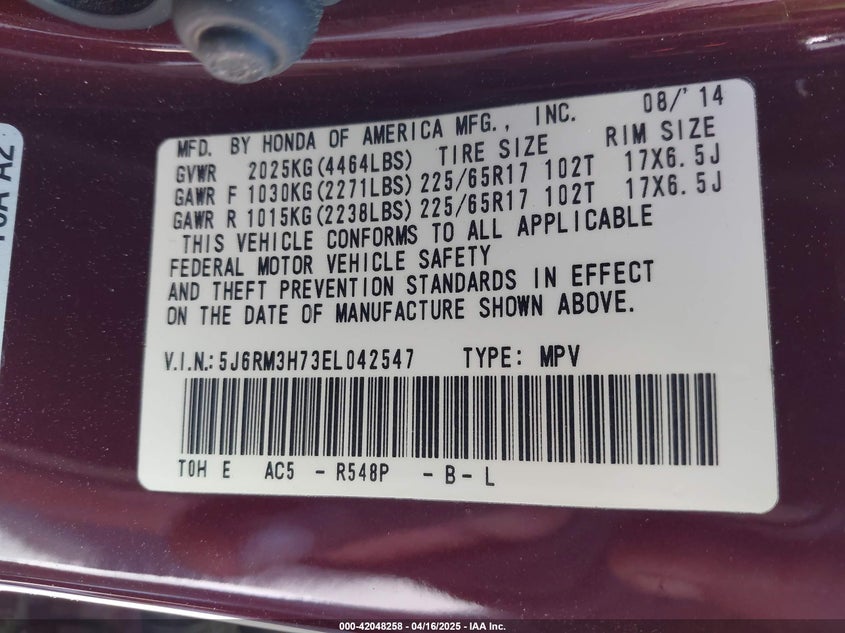 MFD. BY HONDA OF AMERICA MFG., INC. 08/'14
GVWR 2025KG(4464LBS) TIRE SIZE RIM SIZE
GAWR F 1030KG(2271LBS) 225/65R17 102T 17X6.5J
GAWR R 1015KG(2238LBS) 225/65R17 102T 17X6.5J
THIS VEHICLE CONFORMS TO ALL APPLICABLE
FEDERAL MOTOR VEHICLE SAFETY
AND THEFT PREVENTION STANDARDS IN EFFECT
ON THE DATE OF MANUFACTURE SHOWN ABOVE.
V.I.N.: 5J6RM3H73EL042547 TYPE: MPV
TOH E AC5 - R548P - B - L
000-42048258 - 04/16/2025 - IAA Inc.